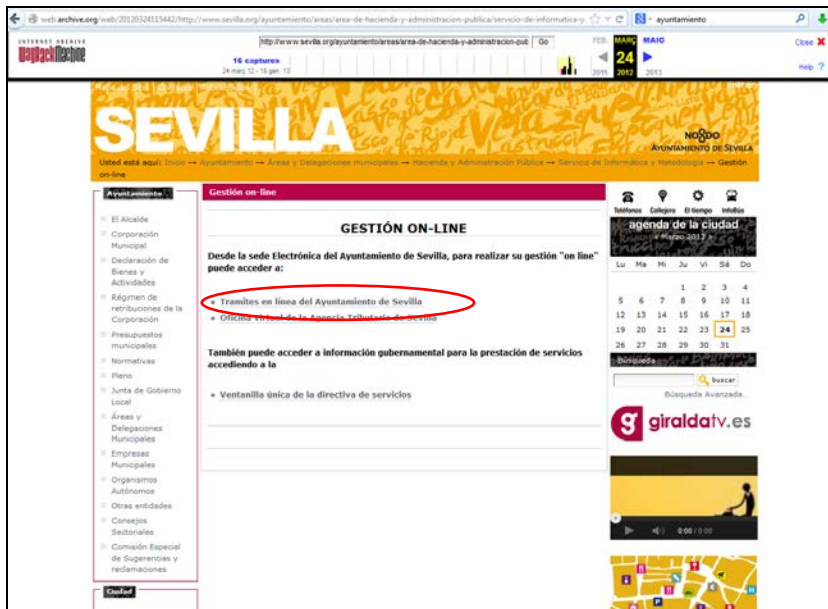 web.archive.org/web/20120324115442/http://www.sevilla.org/ayuntamiento/areas/area-de-hacienda-y-administracion-publica/servicio-de-informatica-y
ayuntamiento
INTERNET ARCHIVE
WayBackMachine
http://www.sevilla.org/ayuntamiento/areas/area-de-hacienda-y-administracion-pub
Go
FEB MARÇ MAIG
Close
16 captures
24
24 març 12 - 16 gen. 13
2011 2012 2013
Help ?
SEVILLA
NO8DO
AYUNTAMIENTO DE SEVILLA
Usted está aquí: Inicio → Ayuntamiento → Áreas y Delegaciones municipales → Hacienda y Administración Pública → Servicio de Informática y Metodología → Gestión
on-line
Ayuntamiento
El Alcalde
Corporación
Municipal
Declaración de
Bienes y
Actividades
Régimen de
retribuciones de la
Corporación
Presupuestos
municipales
Normativas
Pleno
Junta de Gobierno
Local
Áreas y
Delegaciones
Municipales
Empresas
Municipales
Organismos
Autónomos
Otras entidades
Consejos
Sectoriales
Comisión Especial
de Sugerencias y
reclamaciones
Ciudad
Gestión on-line
GESTIÓN ON-LINE
Desde la sede Electrónica del Ayuntamiento de Sevilla, para realizar su gestión "on line"
puede acceder a:
Tramites en línea del Ayuntamiento de Sevilla
Oficina Virtual de la Agencia Tributaria de Sevilla
También puede acceder a información gubernamental para la prestación de servicios
accediendo a la
Ventanilla única de la directiva de servicios
Teléfonos Callejero El tiempo InfoBús
agenda de la ciudad
« Marzo 2012 »
Lu Ma Mi Ju Vi Sá Do
1 2 3 4
5 6 7 8 9 10 11
12 13 14 15 16 17 18
19 20 21 22 23 24 25
26 27 28 29 30 31
Búsqueda
buscar
Búsqueda Avanzada...
g giraldatv.es
0:00 / 0:00